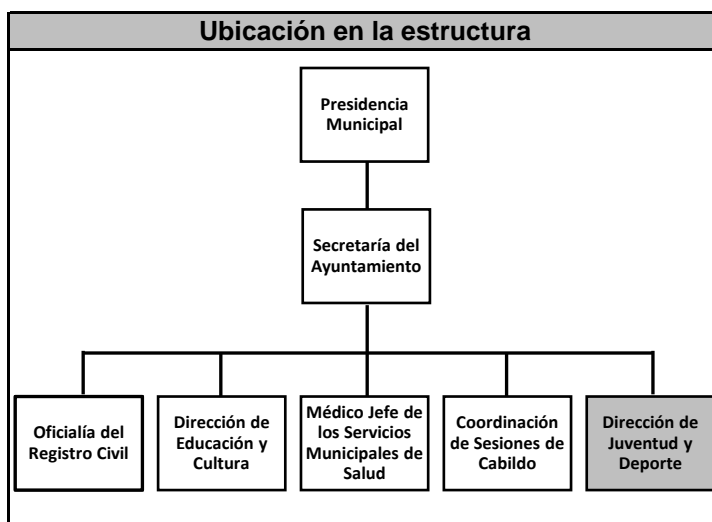 Ubicación en la estructura
Presidencia
Municipal
Secretaría del
Ayuntamiento
Oficialía del
Registro Civil
Dirección de
Educación y
Cultura
Médico Jefe de
los Servicios
Municipales de
Salud
Coordinación
de Sesiones de
Cabildo
Dirección de
Juventud y
Deporte